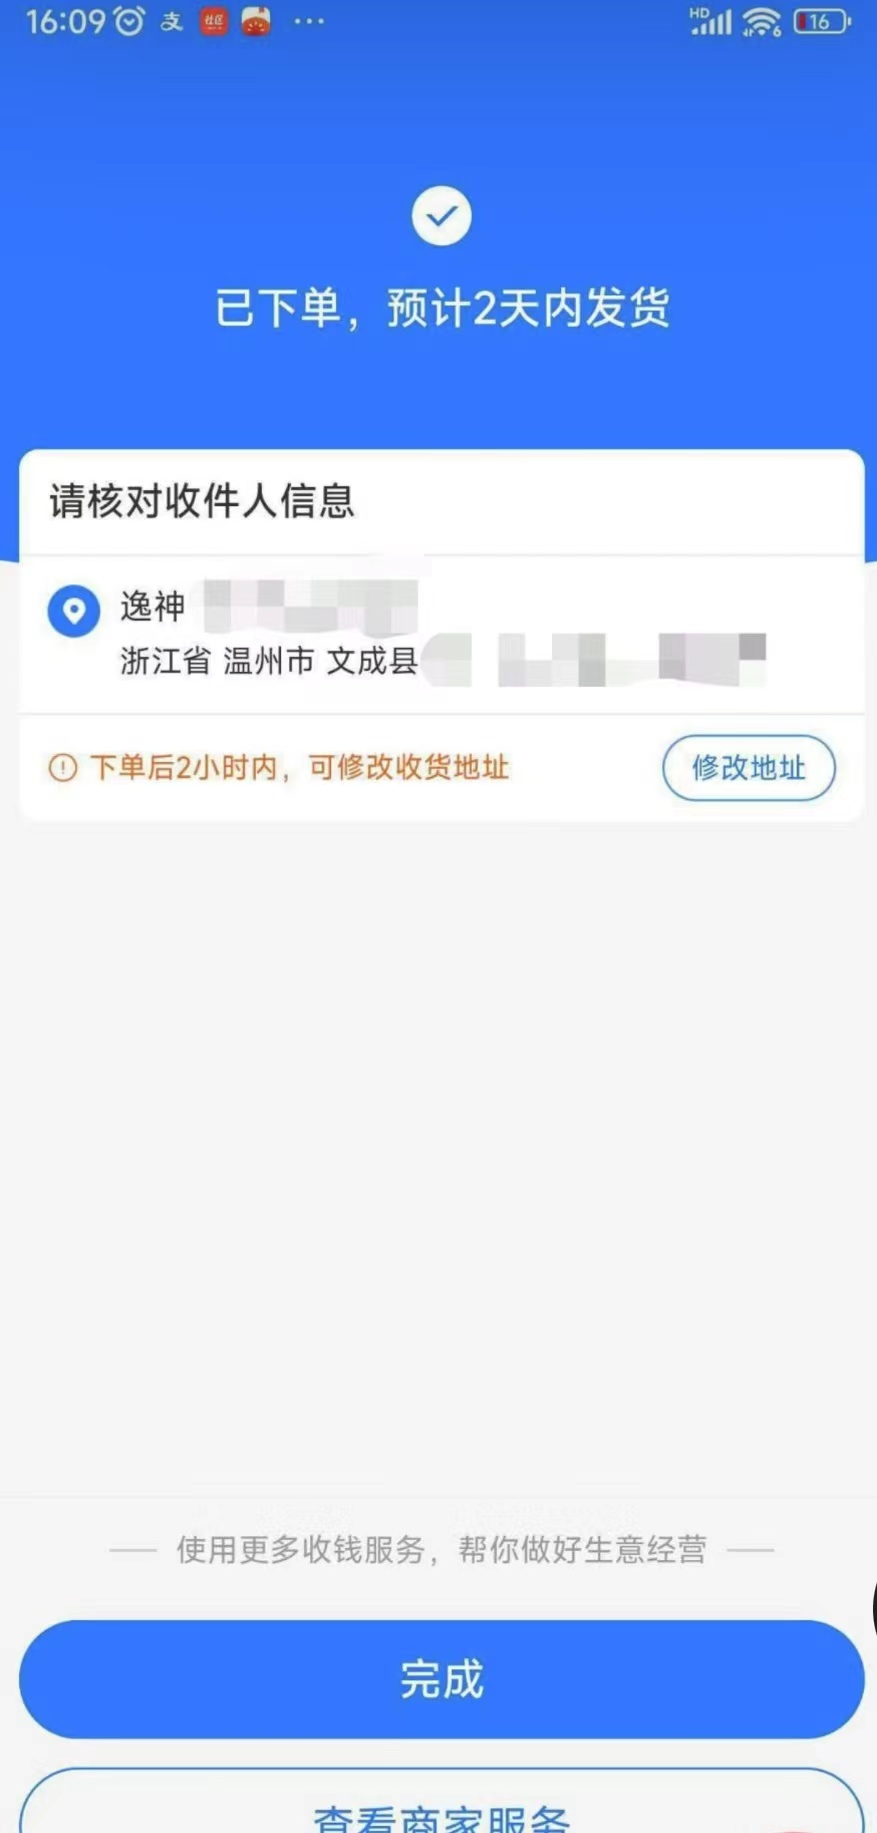 16:09 支 社区 ... HD 6 16
已下单，预计2天内发货
请核对收件人信息
逸神
浙江省 温州市 文成县
下单后2小时内，可修改收货地址 修改地址
使用更多收钱服务，帮你做好生意经营
完成
查看商家服务